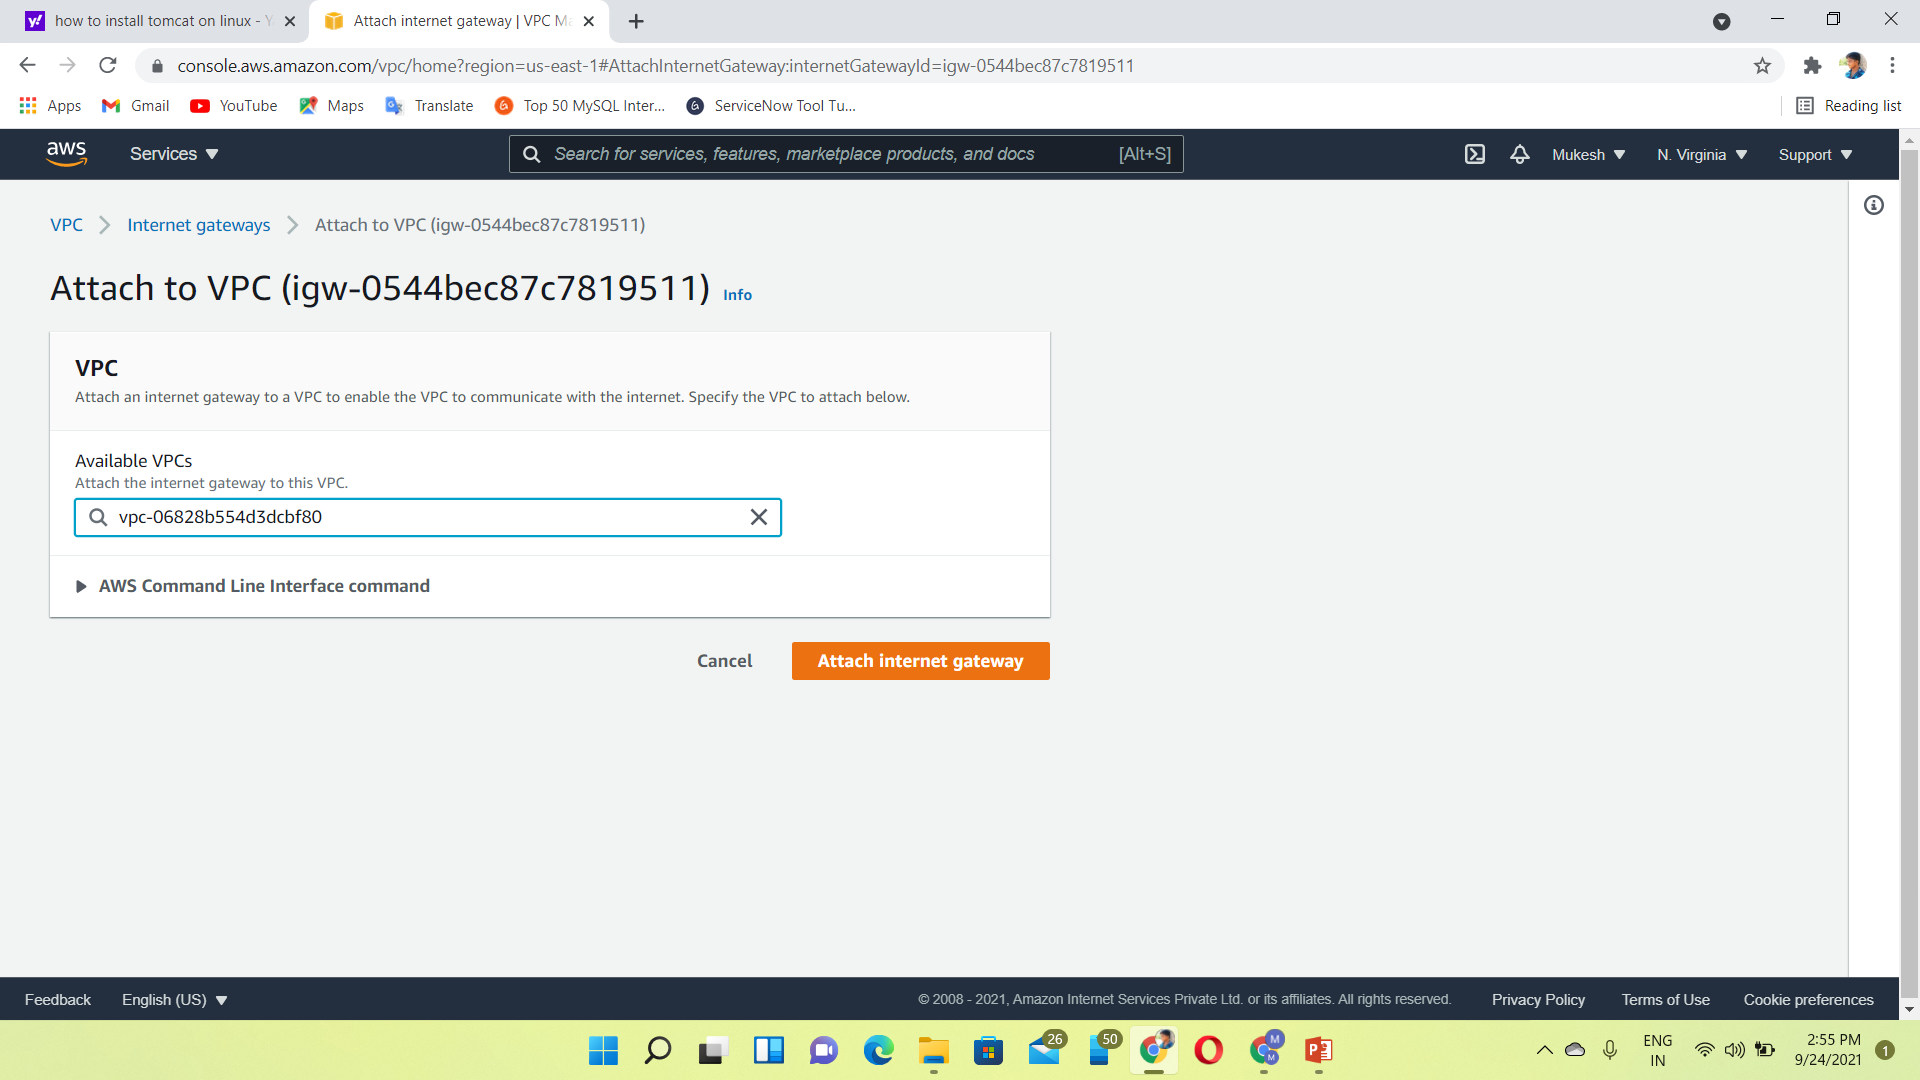 how to install tomcat on linux - Y
Attach internet gateway | VPC M
console.aws.amazon.com/vpc/home?region=us-east-1#AttachInternetGateway:internetGatewayId=igw-0544bec87c7819511
Apps
Gmail
YouTube
Maps
Translate
Top 50 MySQL Inter...
ServiceNow Tool Tu...
Reading list
aws
Services
Search for services, features, marketplace products, and docs
[Alt+S]
Mukesh
N. Virginia
Support
VPC
Internet gateways
Attach to VPC (igw-0544bec87c7819511)
Attach to VPC (igw-0544bec87c7819511)
Info
VPC
Attach an internet gateway to a VPC to enable the VPC to communicate with the internet. Specify the VPC to attach below.
Available VPCs
Attach the internet gateway to this VPC.
vpc-06828b554d3dcbf80
AWS Command Line Interface command
Cancel
Attach internet gateway
Feedback
English (US)
© 2008 - 2021, Amazon Internet Services Private Ltd. or its affiliates. All rights reserved.
Privacy Policy
Terms of Use
Cookie preferences
26
50
M
M
ENG
IN
2:55 PM
9/24/2021
1